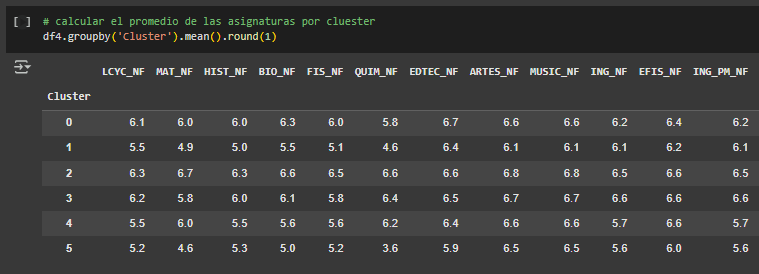 [ ] # calcular el promedio de las asignaturas por cluester
df4.groupby('Cluster').mean().round(1)
LCYC_NF MAT_NF HIST_NF BIO_NF FIS_NF QUIM_NF EDTEC_NF ARTES_NF MUSIC_NF ING_NF EFIS_NF ING_PM_NF
Cluster
0 6.1 6.0 6.0 6.3 6.0 5.8 6.7 6.6 6.6 6.2 6.4 6.2
1 5.5 4.9 5.0 5.5 5.1 4.6 6.4 6.1 6.1 6.1 6.2 6.1
2 6.3 6.7 6.3 6.6 6.5 6.6 6.6 6.8 6.8 6.5 6.6 6.5
3 6.2 5.8 6.0 6.1 5.8 6.4 6.5 6.7 6.7 6.6 6.6 6.6
4 5.5 6.0 5.5 5.6 5.6 6.2 6.4 6.6 6.6 5.7 6.6 5.7
5 5.2 4.6 5.3 5.0 5.2 3.6 5.9 6.5 6.5 5.6 6.0 5.6